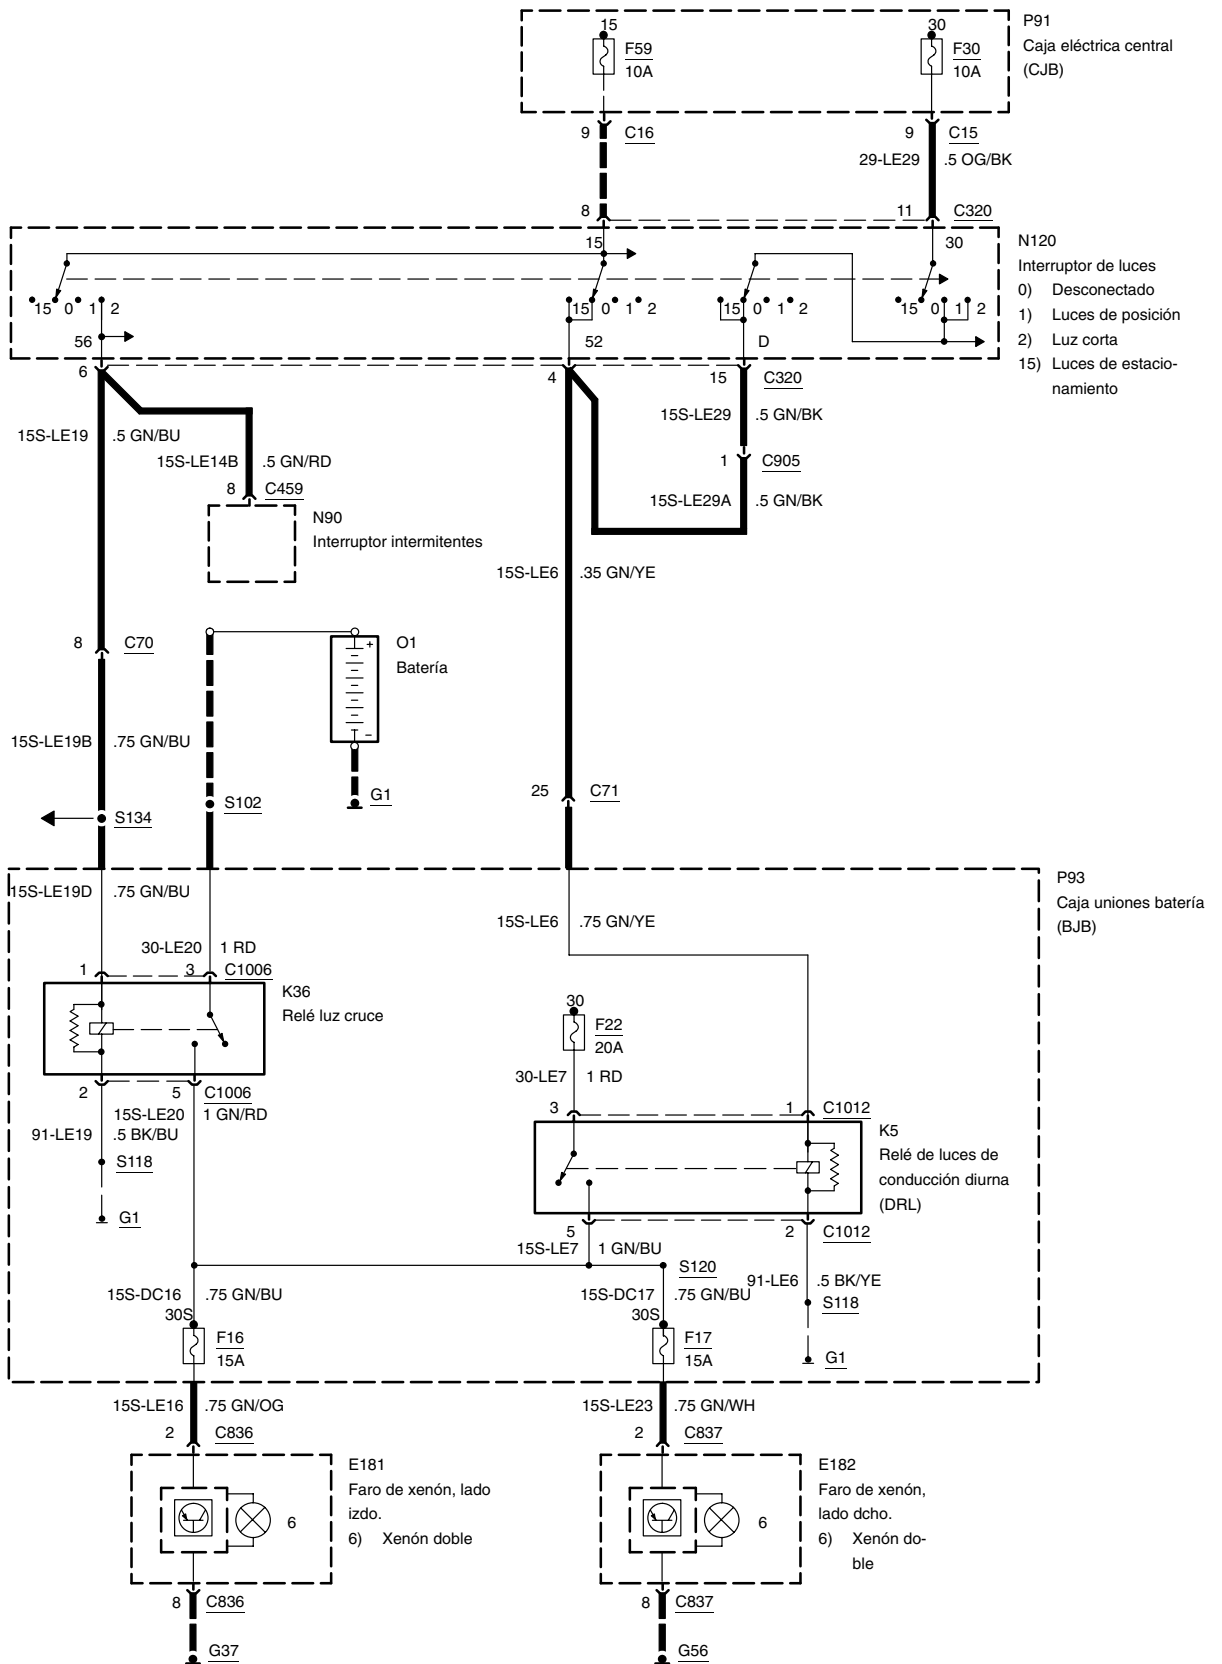 15
30
P91
F59
F30
Caja eléctrica central
10A
10A
(CJB)
9
C16
9
C15
29-LE29
.5 OG/BK
8
11
C320
15
30
N120
Interruptor de luces
0) Desconectado
1) Luces de posición
2) Luz corta
15) Luces de estacio-
namiento
15 0 1 2
15 0 1 2
15 0 1 2
15 0 1 2
56
52
D
6
4
15
C320
15S-LE19
.5 GN/BU
15S-LE29
.5 GN/BK
15S-LE14B
.5 GN/RD
1
C905
8
C459
15S-LE29A
.5 GN/BK
N90
Interruptor intermitentes
15S-LE6
.35 GN/YE
8
C70
+
O1
Batería
–
15S-LE19B
.75 GN/BU
25
C71
G1
S102
S134
P93
Caja uniones batería
(BJB)
15S-LE19D
.75 GN/BU
15S-LE6
.75 GN/YE
30-LE20
1 RD
1
3
C1006
K36
Relé luz cruce
30
F22
20A
30-LE7
1 RD
2
5
C1006
15S-LE20
1 GN/RD
3
1
C1012
91-LE19
.5 BK/BU
K5
Relé de luces de
conducción diurna
(DRL)
S118
G1
5
2
C1012
15S-LE7
1 GN/BU
S120
91-LE6
.5 BK/YE
15S-DC16
.75 GN/BU
15S-DC17
.75 GN/BU
S118
30S
30S
F16
15A
F17
15A
G1
15S-LE16
.75 GN/OG
15S-LE23
.75 GN/WH
2
C836
2
C837
E181
Faro de xenón, lado
izdo.
6) Xenón doble
6
E182
Faro de xenón,
lado dcho.
6) Xenón do-
ble
6
8
C836
8
C837
G37
G56